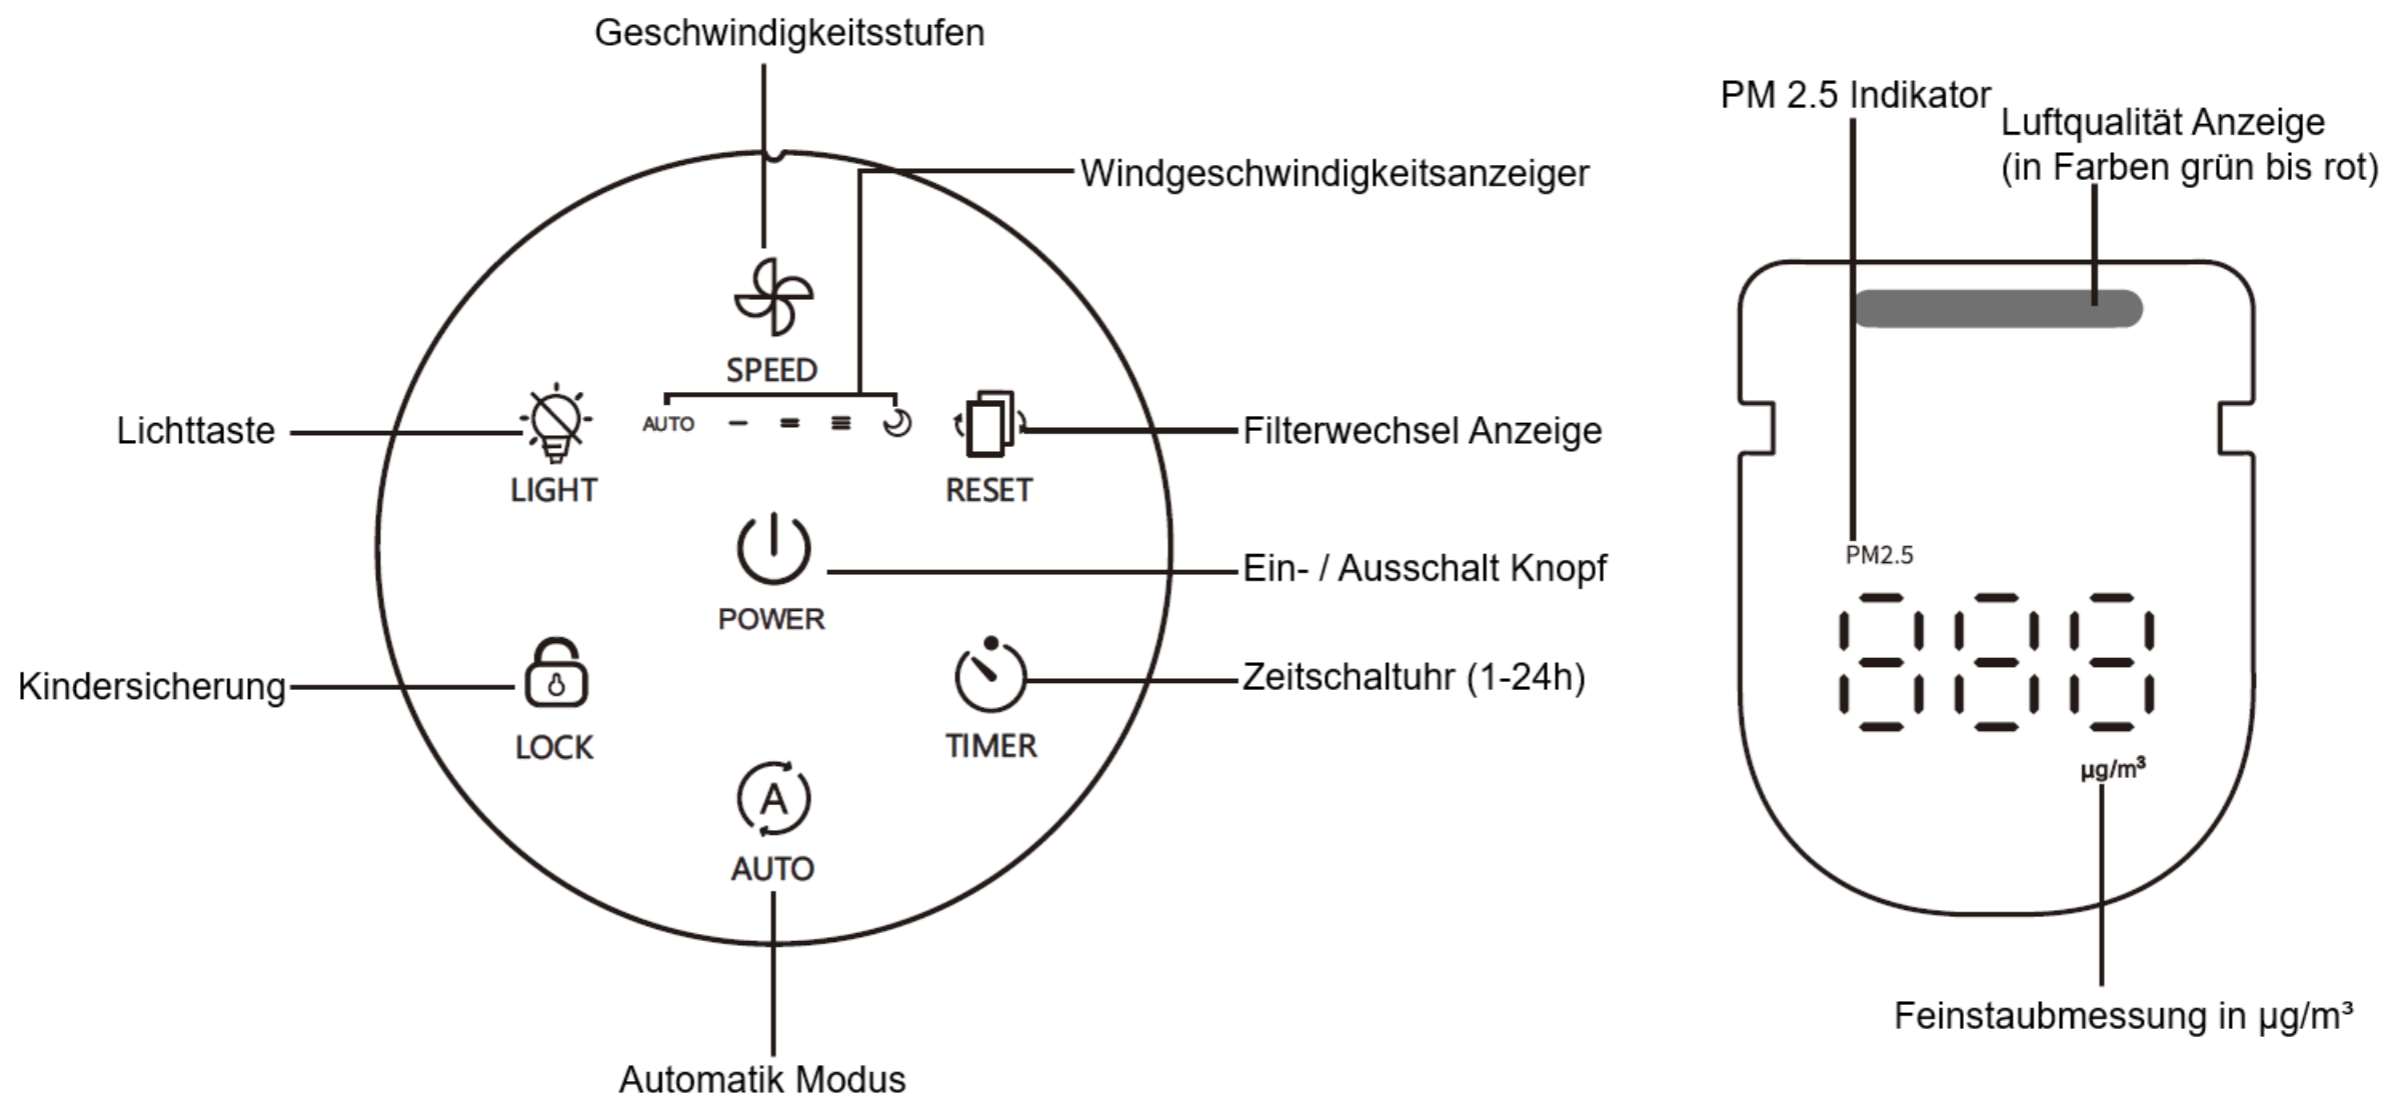 Geschwindigkeitsstufen
Windgeschwindigkeitsanzeiger
SPEED
AUTO
Lichttaste
LIGHT
RESET
Filterwechsel Anzeige
POWER
Ein- / Ausschalt Knopf
Kindersicherung
LOCK
TIMER
Zeitschaltuhr (1-24h)
A
AUTO
Automatik Modus
PM 2.5 Indikator
Luftqualität Anzeige
(in Farben grün bis rot)
PM2.5
888
µg/m³
Feinstaubmessung in µg/m³